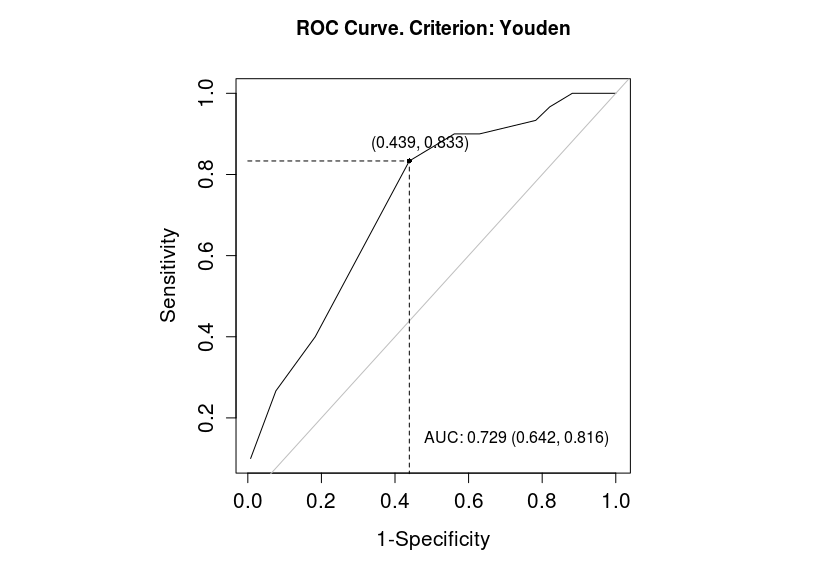 ROC Curve. Criterion: Youden
1.0
0.8
0.6
0.4
0.2
Sensitivity
(0.439, 0.833)
AUC: 0.729 (0.642, 0.816)
0.0 0.2 0.4 0.6 0.8 1.0
1-Specificity